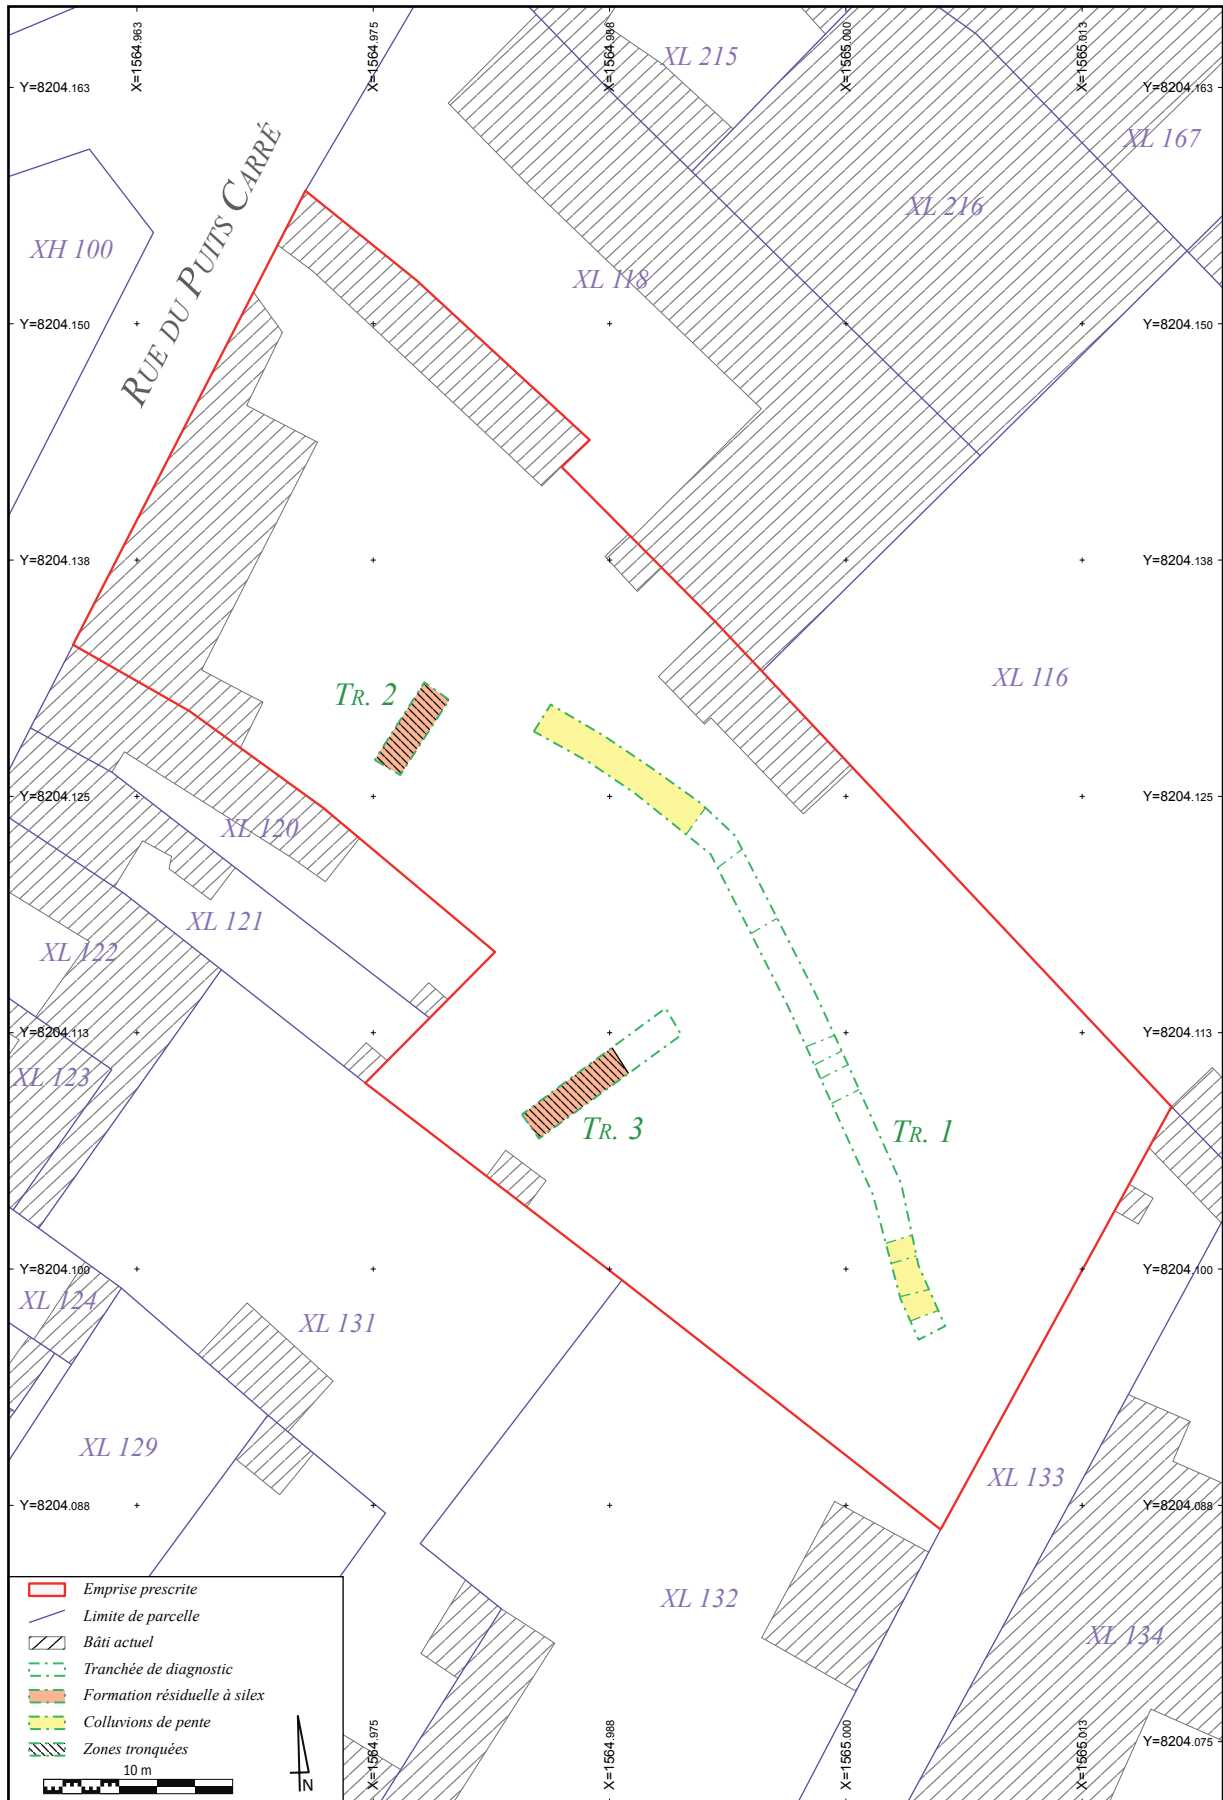 X=1564.963
X=1564.975
X=1564.988
X=1565.000
X=1565.013
XL 215
Y=8204.163
Y=8204.163
XL 167
RUE DU PUITS CARRÉ
XL 216
XH 100
XL 118
Y=8204.150
Y=8204.150
Y=8204.138
Y=8204.138
XL 116
TR. 2
Y=8204.125
Y=8204.125
XL 120
XL 121
XL 122
Y=8204.113
Y=8204.113
XL 123
TR. 3
TR. 1
Y=8204.100
Y=8204.100
XL 124
XL 131
XL 129
XL 133
Y=8204.088
Y=8204.088
XL 132
XL 134
Emprise prescrite
Limite de parcelle
Bâti actuel
Tranchée de diagnostic
Formation résiduelle à silex
Colluvions de pente
Zones tronquées
10 m
N
X=1564.975
X=1564.988
X=1565.000
X=1565.013
Y=8204.075